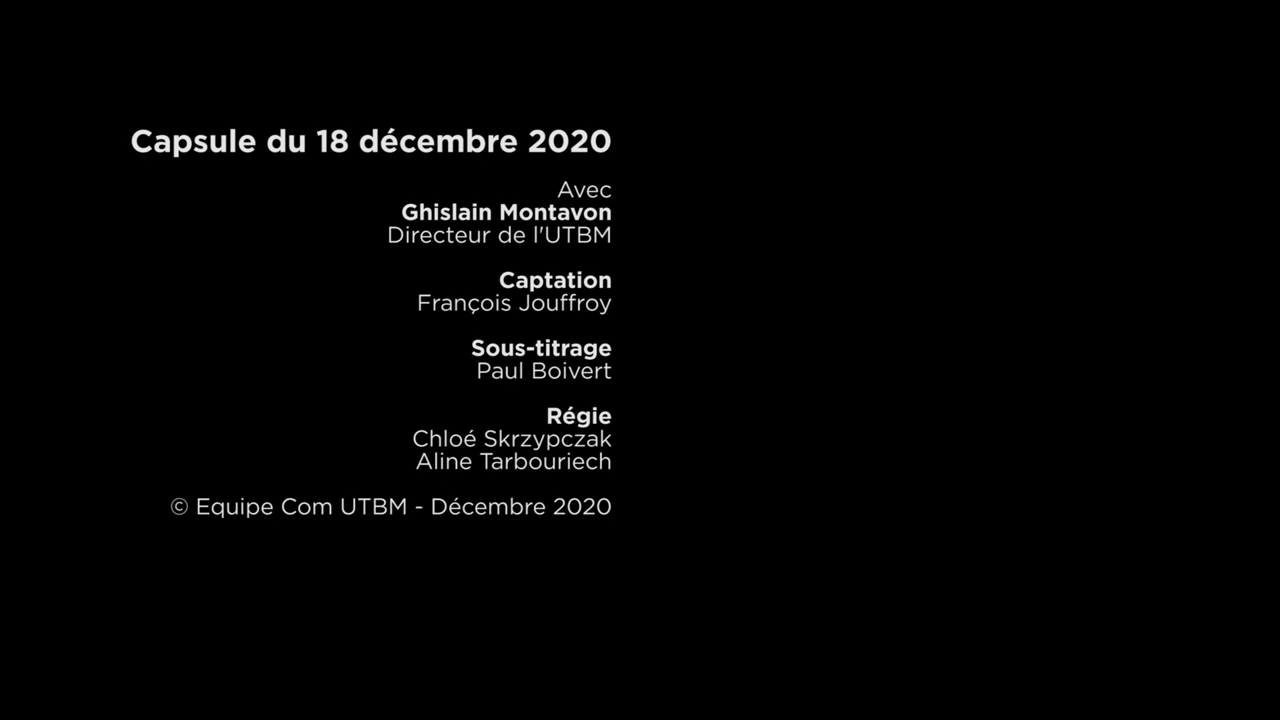 Capsule du 18 décembre 2020
Avec
Ghislain Montavon
Directeur de l'UTBM
Captation
François Jouffroy
Sous-titrage
Paul Boivert
Régie
Chloé Skrzypczak
Aline Tarbouriech
© Equipe Com UTBM - Décembre 2020